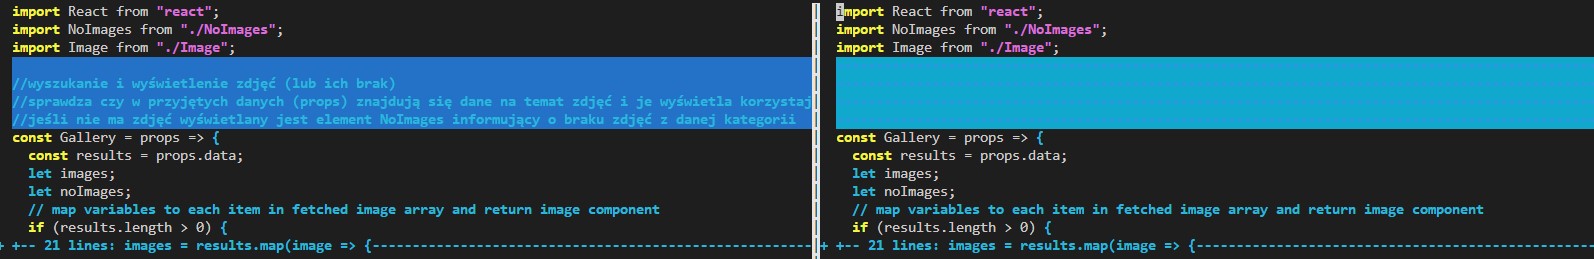 import React from "react";
import NoImages from "./NoImages";
import Image from "./Image";
//wyszukanie i wyświetlenie zdjęć (lub ich brak)
//sprawdza czy w przyjętych danych (props) znajdują się dane na temat zdjęć i je wyświetla korzystaj
//jeśli nie ma zdjęć wyświetlany jest element NoImages informujący o braku zdjęć z danej kategorii
const Gallery = props => {
const results = props.data;
let images;
let noImages;
// map variables to each item in fetched image array and return image component
if (results.length > 0) {
+ +-- 21 lines: images = results.map(image => {-------------------------------------------------------
import React from "react";
import NoImages from "./NoImages";
import Image from "./Image";
const Gallery = props => {
const results = props.data;
let images;
let noImages;
// map variables to each item in fetched image array and return image component
if (results.length > 0) {
+ +-- 21 lines: images = results.map(image => {--------------------------------------------------